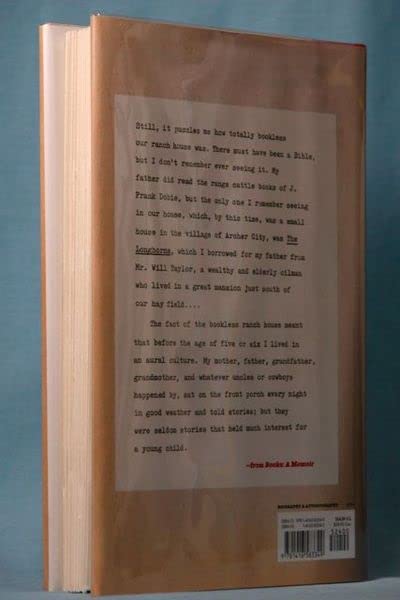 Still, it puzzles me how totally bookless
our ranch house was. There must have been a Bible,
but I don't remember ever seeing it. My
father did read the range cattle books of J.
Frank Dobie, but the only one I remember seeing
in our house, which, by this time, was a small
house in the village of Archer City, was The
Longhorns, which I borrowed for my father from
Mr. Will Taylor, a wealthy and elderly oilman
who lived in a great mansion just south of
our hay field....
The fact of the bookless ranch house meant
that before the age of five or six I lived in
an aural culture. My mother, father, grandfather,
grandmother, and whatever uncles or cowboys
happened by, sat on the front porch every night
in good weather and told stories; but they
were seldom stories that held much interest for
a young child.
—from Books: A Memoir
BIOGRAPHY & AUTOBIOGRAPHY
52400